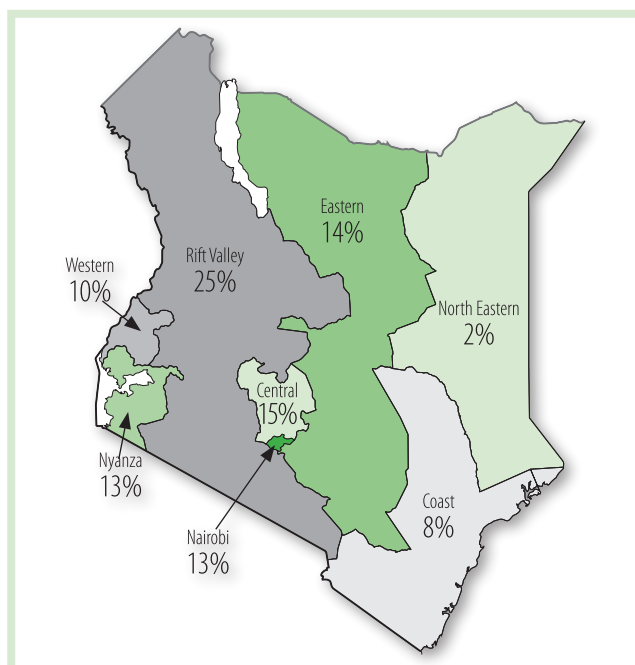 Eastern
14%
Rift Valley
25%
Western
10%
North Eastern
2%
Central
15%
Nyanza
13%
Coast
8%
Nairobi
13%